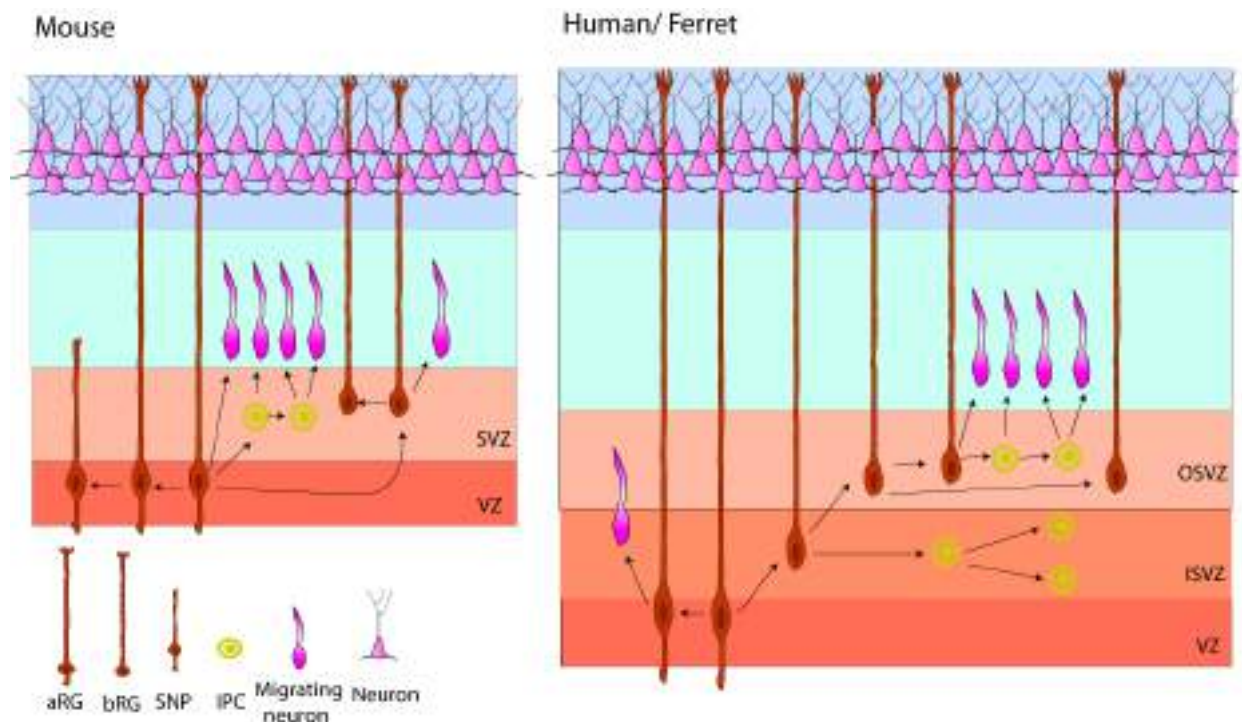 Mouse
Human/ Ferret
SVZ
VZ
OSVZ
ISVZ
VZ
aRG
bRG
SNP
IPC
Migrating
neuron
Neuron